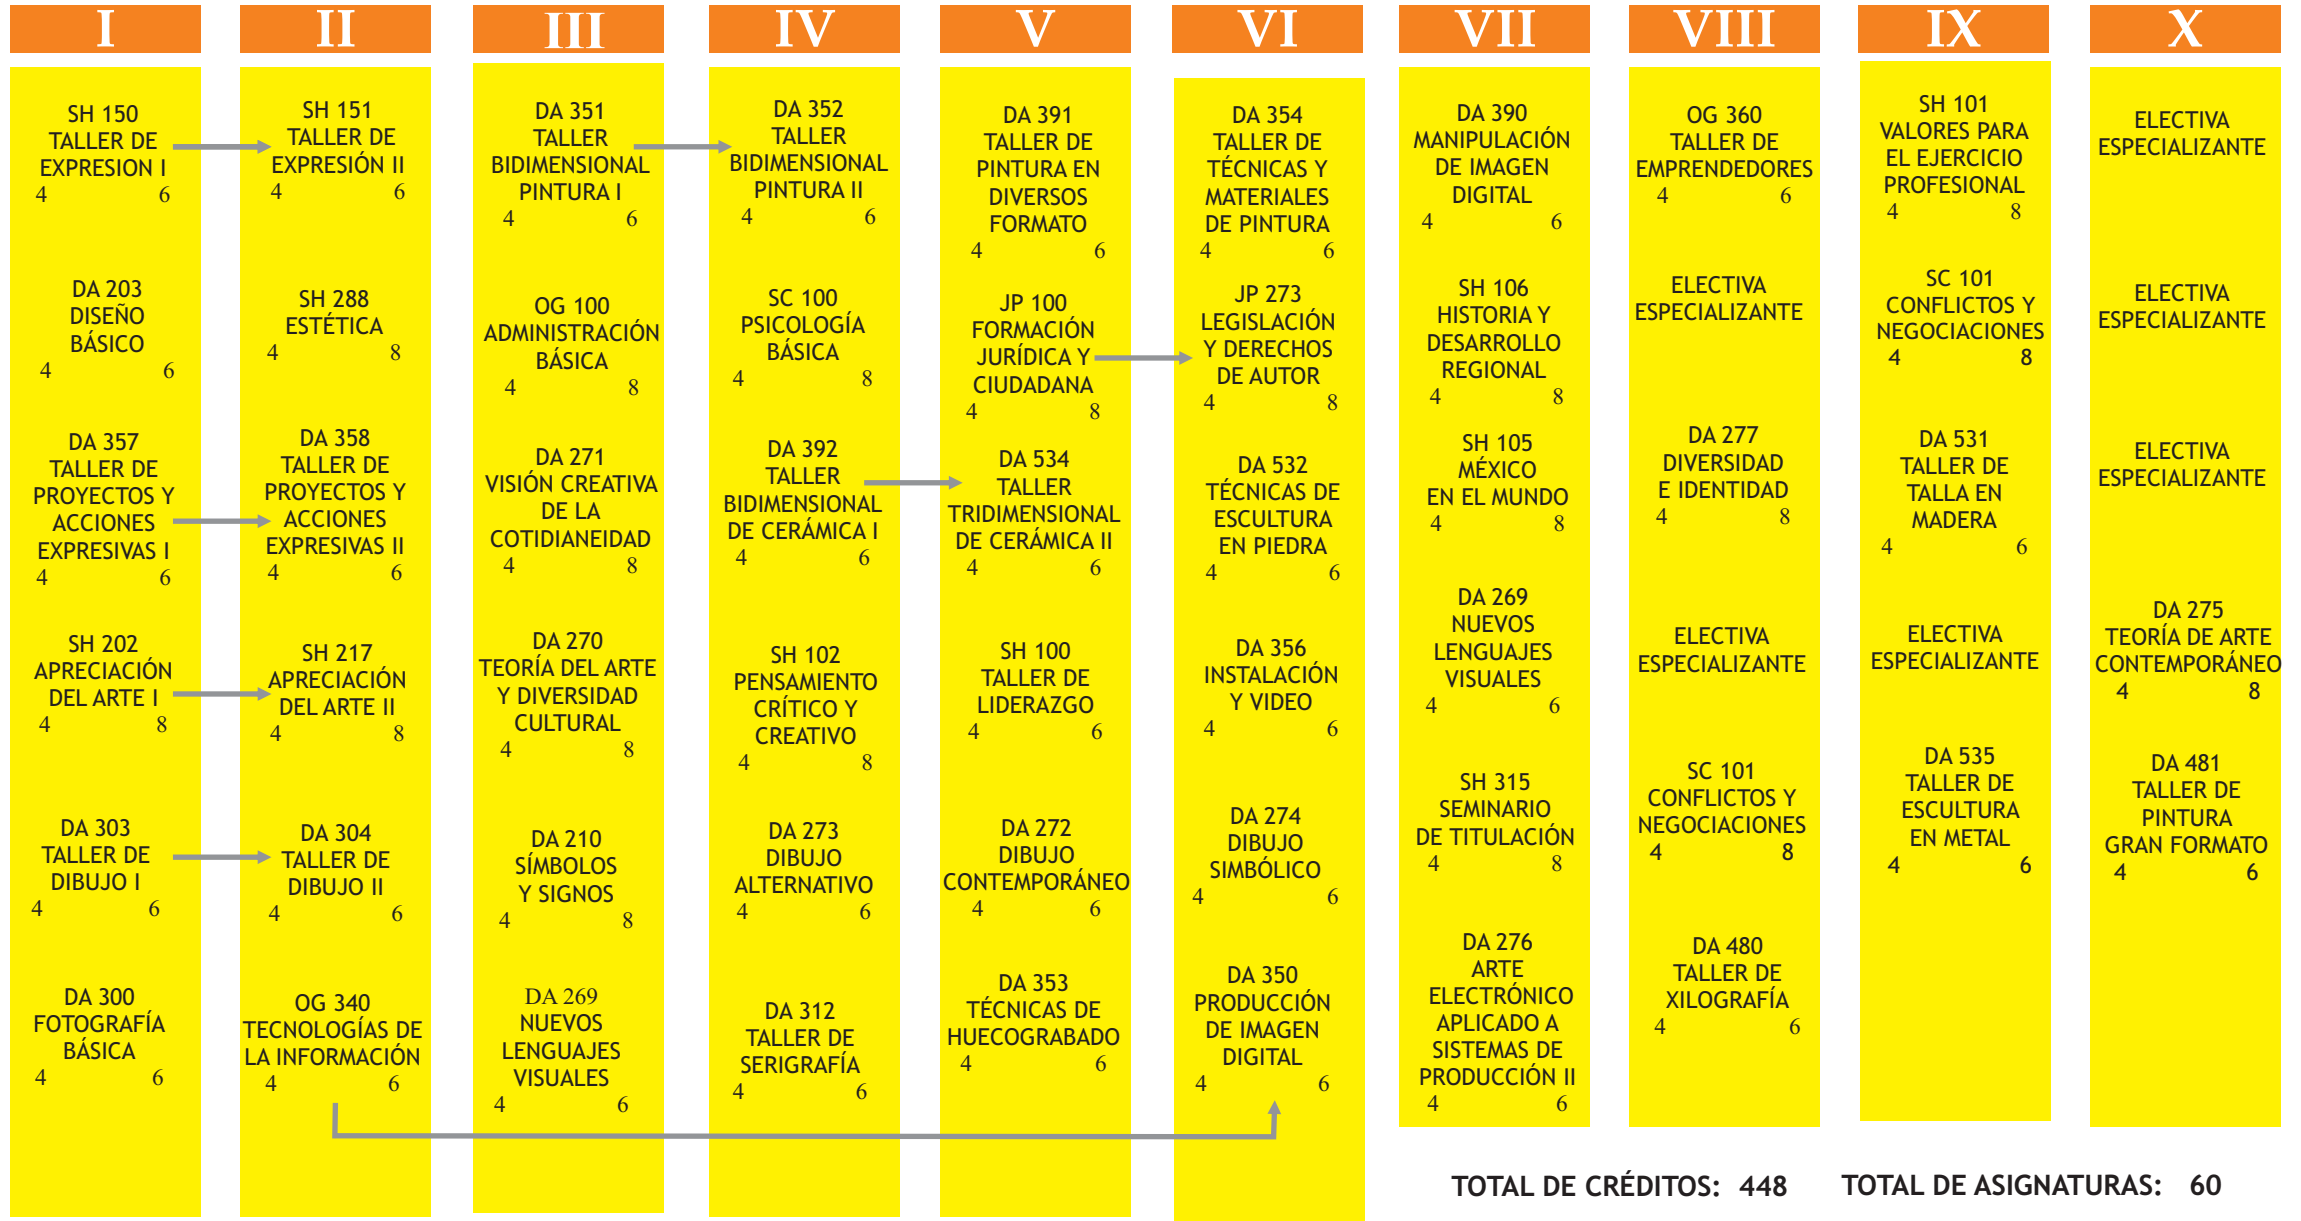 I
SH 150
TALLER DE
EXPRESION I
4 6
DA 203
DISEÑO
BÁSICO
4 6
DA 357
TALLER DE
PROYECTOS Y
ACCIONES
EXPRESIVAS I
4 6
SH 202
APRECIACIÓN
DEL ARTE I
4 8
DA 303
TALLER DE
DIBUJO I
4 6
DA 300
FOTOGRAFÍA
BÁSICA
4 6
II
SH 151
TALLER DE
EXPRESIÓN II
4 6
SH 288
ESTÉTICA
4 8
DA 358
TALLER DE
PROYECTOS Y
ACCIONES
EXPRESIVAS II
4 6
SH 217
APRECIACIÓN
DEL ARTE II
4 8
DA 304
TALLER DE
DIBUJO II
4 6
OG 340
TECNOLOGÍAS DE
LA INFORMACIÓN
4 6
III
DA 351
TALLER
BIDIMENSIONAL
PINTURA I
4 6
OG 100
ADMINISTRACIÓN
BÁSICA
4 8
DA 271
VISIÓN CREATIVA
DE LA
COTIDIANEIDAD
4 8
DA 270
TEORÍA DEL ARTE
Y DIVERSIDAD
CULTURAL
4 8
DA 210
SÍMBOLOS
Y SIGNOS
4 8
DA 269
NUEVOS
LENGUAJES
VISUALES
4 6
IV
DA 352
TALLER
BIDIMENSIONAL
PINTURA II
4 6
SC 100
PSICOLOGÍA
BÁSICA
4 8
DA 392
TALLER
BIDIMENSIONAL
DE CERÁMICA I
4 6
SH 102
PENSAMIENTO
CRÍTICO Y
CREATIVO
4 8
DA 273
DIBUJO
ALTERNATIVO
4 6
DA 312
TALLER DE
SERIGRAFÍA
4 6
V
DA 391
TALLER DE
PINTURA EN
DIVERSOS
FORMATO
4 6
JP 100
FORMACIÓN
JURÍDICA Y
CIUDADANA
4 8
DA 534
TALLER
TRIDIMENSIONAL
DE CERÁMICA II
4 6
SH 100
TALLER DE
LIDERAZGO
4 6
DA 272
DIBUJO
CONTEMPORÁNEO
4 6
DA 353
TÉCNICAS DE
HUECOGRABADO
4 6
VI
DA 354
TALLER DE
TÉCNICAS Y
MATERIALES
DE PINTURA
4 6
JP 273
LEGISLACIÓN
Y DERECHOS
DE AUTOR
4 8
DA 532
TÉCNICAS DE
ESCULTURA
EN PIEDRA
4 6
DA 356
INSTALACIÓN
Y VIDEO
4 6
DA 274
DIBUJO
SIMBÓLICO
4 6
DA 350
PRODUCCIÓN
DE IMAGEN
DIGITAL
4 6
VII
DA 390
MANIPULACIÓN
DE IMAGEN
DIGITAL
4 6
SH 106
HISTORIA Y
DESARROLLO
REGIONAL
4 8
SH 105
MÉXICO
EN EL MUNDO
4 8
DA 269
NUEVOS
LENGUAJES
VISUALES
4 6
SH 315
SEMINARIO
DE TITULACIÓN
4 8
DA 276
ARTE
ELECTRÓNICO
APLICADO A
SISTEMAS DE
PRODUCCIÓN II
4 6
VIII
OG 360
TALLER DE
EMPRENDEDORES
4 6
ELECTIVA
ESPECIALIZANTE
DA 277
DIVERSIDAD
E IDENTIDAD
4 8
ELECTIVA
ESPECIALIZANTE
SC 101
CONFLICTOS Y
NEGOCIACIONES
4 8
DA 480
TALLER DE
XILOGRAFÍA
4 6
IX
SH 101
VALORES PARA
EL EJERCICIO
PROFESIONAL
4 8
SC 101
CONFLICTOS Y
NEGOCIACIONES
4 8
DA 531
TALLER DE
TALLA EN
MADERA
4 6
ELECTIVA
ESPECIALIZANTE
DA 535
TALLER DE
ESCULTURA
EN METAL
4 6
X
ELECTIVA
ESPECIALIZANTE
ELECTIVA
ESPECIALIZANTE
ELECTIVA
ESPECIALIZANTE
DA 275
TEORÍA DE ARTE
CONTEMPORÁNEO
4 8
DA 481
TALLER DE
PINTURA
GRAN FORMATO
4 6
TOTAL DE CRÉDITOS: 448 TOTAL DE ASIGNATURAS: 60